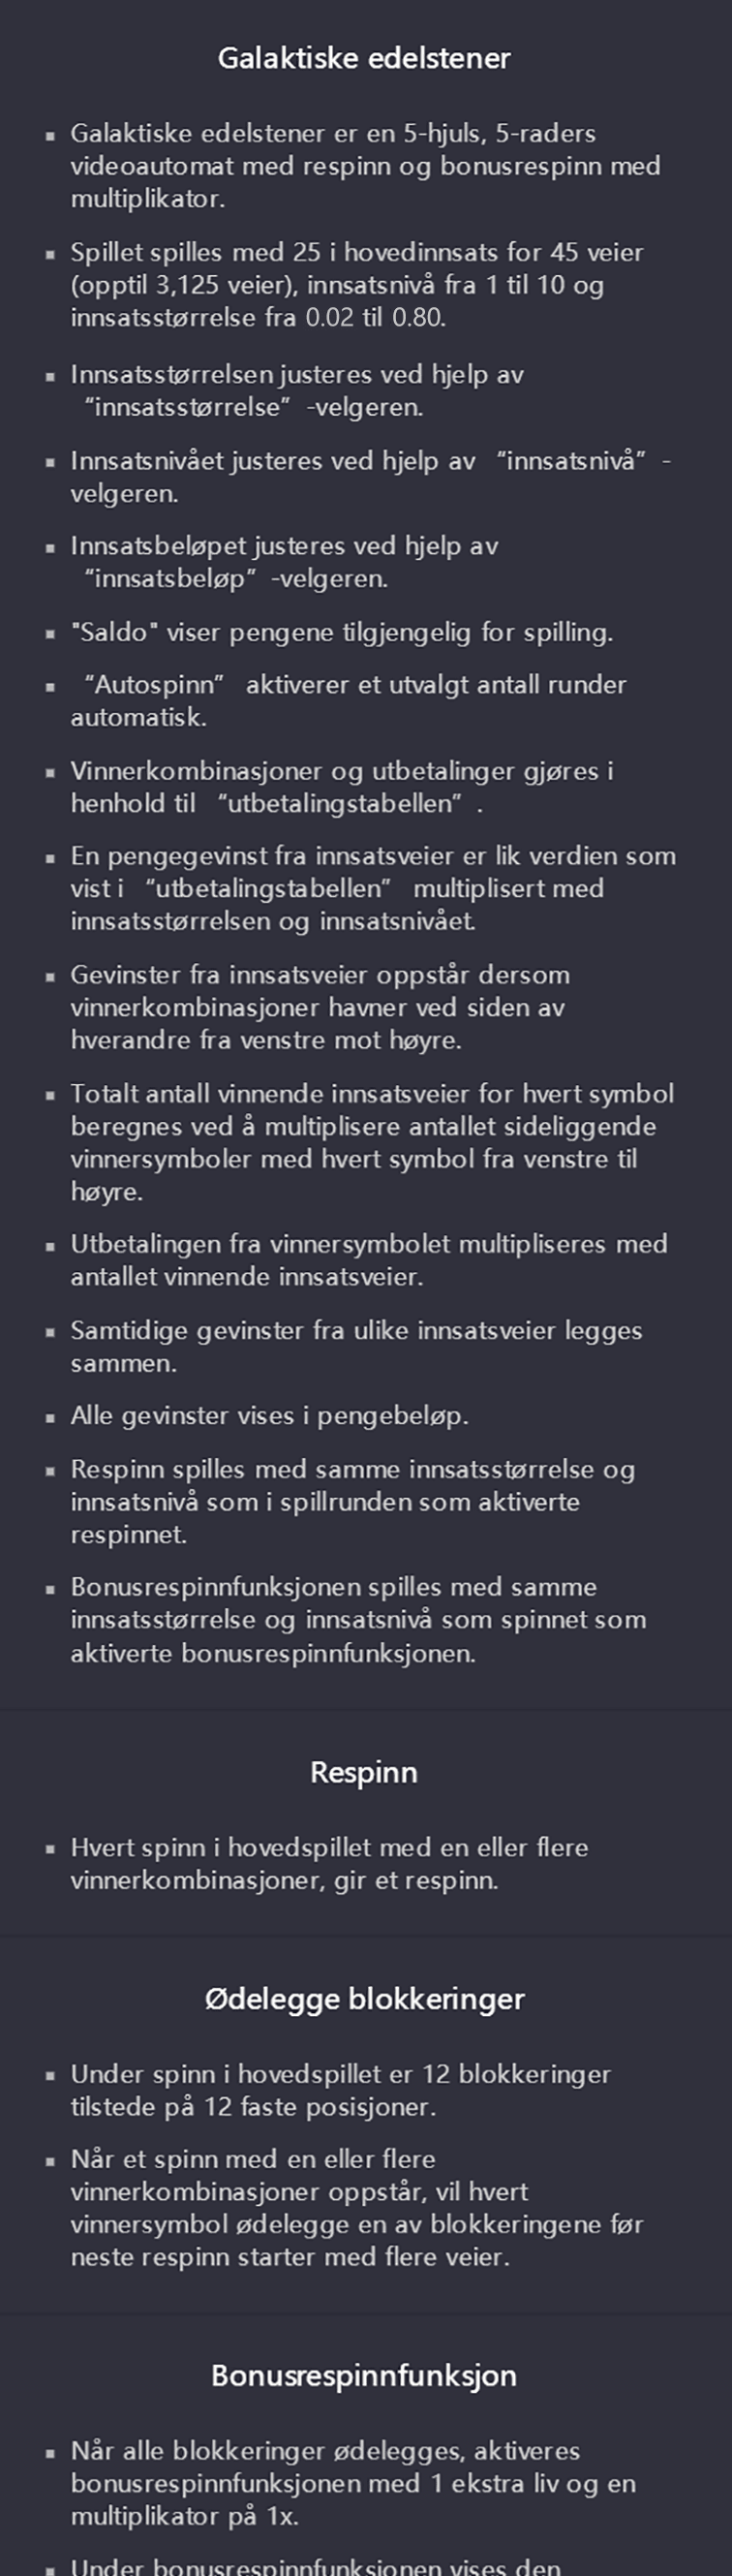 Galaktiske edelstener
▪ Galaktiske edelstener er en 5-hjuls, 5-raders
videoautomat med respinn og bonusrespinn med
multiplikator.
▪ Spillet spilles med 25 i hovedinnsats for 45 veier
(opptil 3,125 veier), innsatsnivå fra 1 til 10 og
innsatsstørrelse fra 0.02 til 0.80.
▪ Innsatsstørrelsen justeres ved hjelp av
“innsatsstørrelse” -velgeren.
▪ Innsatsnivået justeres ved hjelp av “innsatsnivå” -
velgeren.
▪ Innsatsbeløpet justeres ved hjelp av
“innsatsbeløp” -velgeren.
▪ "Saldo" viser pengene tilgjengelig for spilling.
▪ “Autospinn” aktiverer et utvalgt antall runder
automatisk.
▪ Vinnerkombinasjoner og utbetalinger gjøres i
henhold til “utbetalingstabellen” .
▪ En pengegevinst fra innsatsveier er lik verdien som
vist i “utbetalingstabellen” multiplisert med
innsatsstørrelsen og innsatsnivået.
▪ Gevinster fra innsatsveier oppstår dersom
vinnerkombinasjoner havner ved siden av
hverandre fra venstre mot høyre.
▪ Totalt antall vinnende innsatsveier for hvert symbol
beregnes ved å multiplisere antallet sideliggende
vinnersymboler med hvert symbol fra venstre til
høyre.
▪ Utbetalingen fra vinnersymbolet multipliseres med
antallet vinnende innsatsveier.
▪ Samtidige gevinster fra ulike innsatsveier legges
sammen.
▪ Alle gevinster vises i pengebeløp.
▪ Respinn spilles med samme innsatsstørrelse og
innsatsnivå som i spillrunden som aktiverte
respinnet.
▪ Bonusrespinnfunksjonen spilles med samme
innsatsstørrelse og innsatsnivå som spinnet som
aktiverte bonusrespinnfunksjonen.
Respinn
▪ Hvert spinn i hovedspillet med en eller flere
vinnerkombinasjoner, gir et respinn.
Ødelegge blokkeringer
▪ Under spinn i hovedspillet er 12 blokkeringer
tilstede på 12 faste posisjoner.
▪ Når et spinn med en eller flere
vinnerkombinasjoner oppstår, vil hvert
vinnersymbol ødelegge en av blokkeringene før
neste respinn starter med flere veier.
Bonusrespinnfunksjon
▪ Når alle blokkeringer ødelegges, aktiveres
bonusrespinnfunksjonen med 1 ekstra liv og en
multiplikator på 1x.
▪ Under bonusrespinnfunksjonen vises den